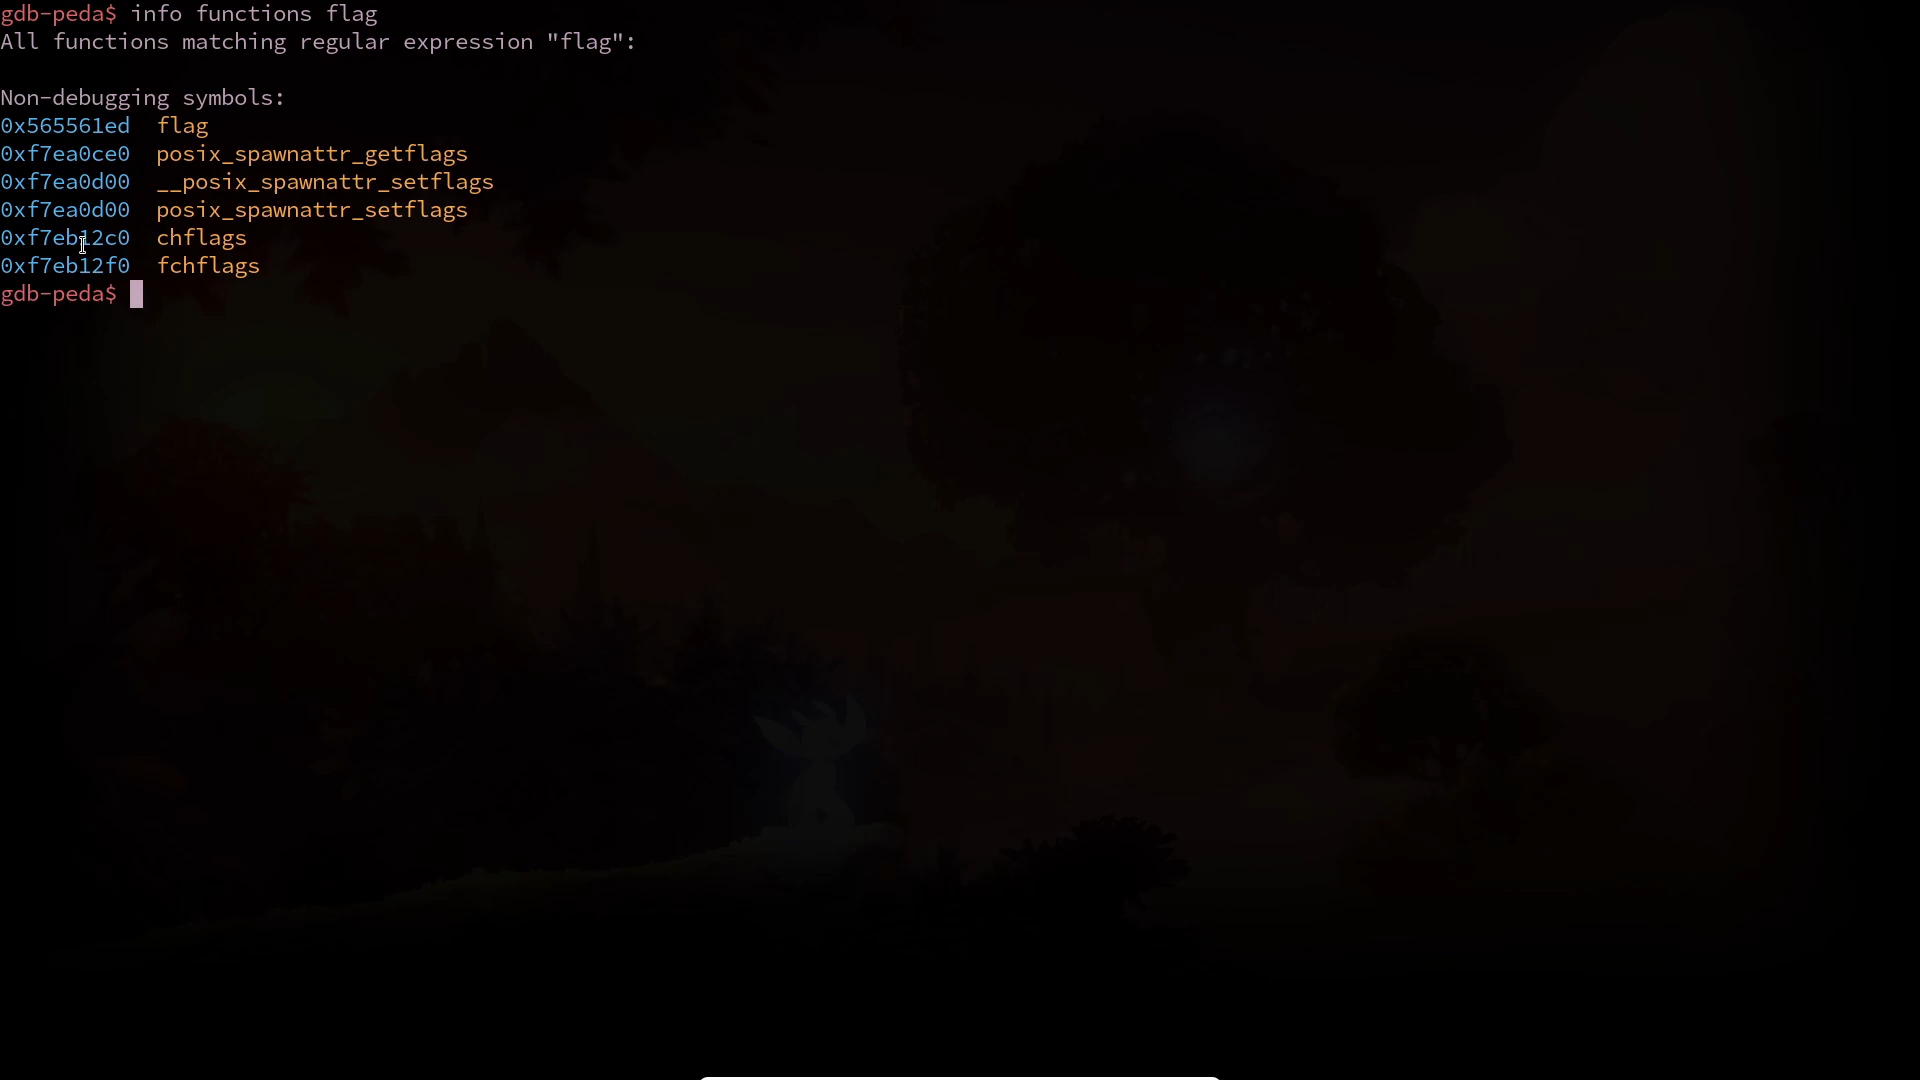 gdb-peda$ info functions flag
All functions matching regular expression "flag":
Non-debugging symbols:
0x565561ed  flag
0xf7ea0ce0  posix_spawnattr_getflags
0xf7ea0d00  __posix_spawnattr_setflags
0xf7ea0d00  posix_spawnattr_setflags
0xf7eb12c0  chflags
0xf7eb12f0  fchflags
gdb-peda$